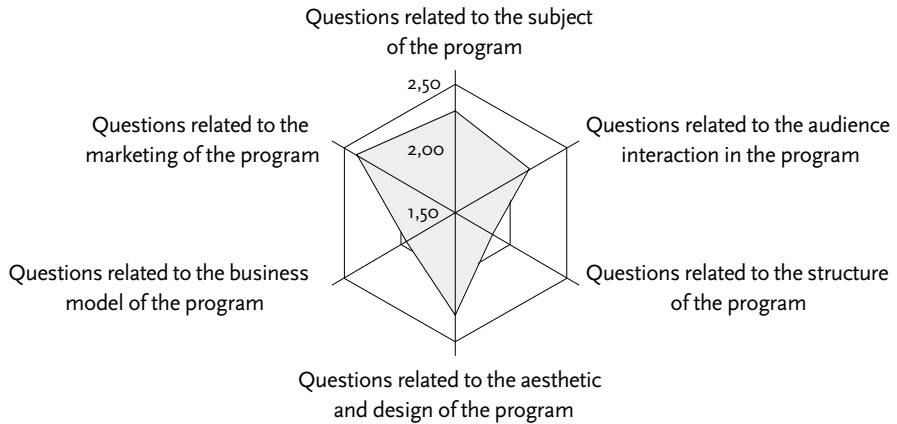 Questions related to the subject
of the program
2,50
Questions related to the
marketing of the program
Questions related to the audience
interaction in the program
2,00
1,50
Questions related to the business
model of the program
Questions related to the structure
of the program
Questions related to the aesthetic
and design of the program